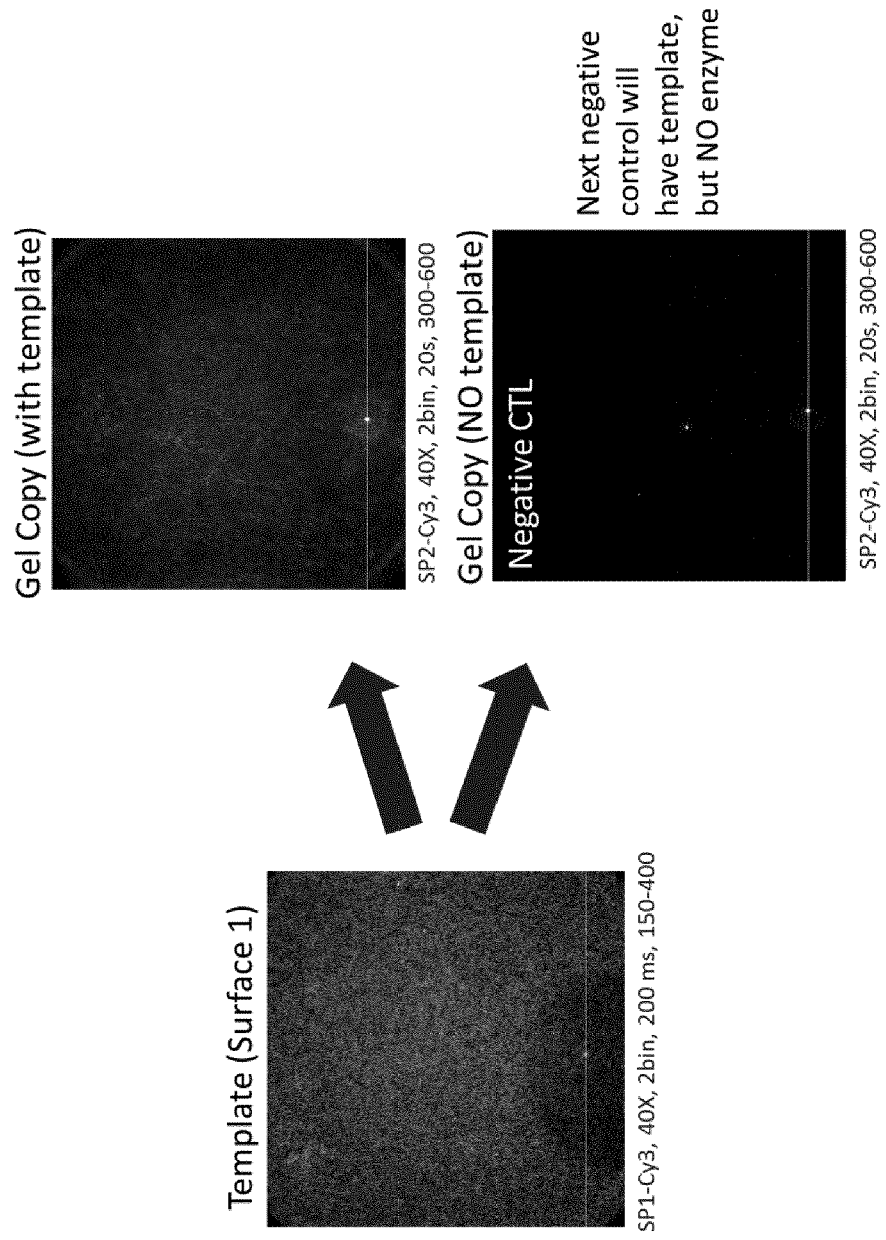 Template (Surface 1)
SP1-Cy3, 40X, 2bin, 200 ms, 150-400
Gel Copy (with template)
SP2-Cy3, 40X, 2bin, 20s, 300-600
Gel Copy (NO template)
Negative CTL
SP2-Cy3, 40X, 2bin, 20s, 300-600
Next negative
control will
have template,
but NO enzyme